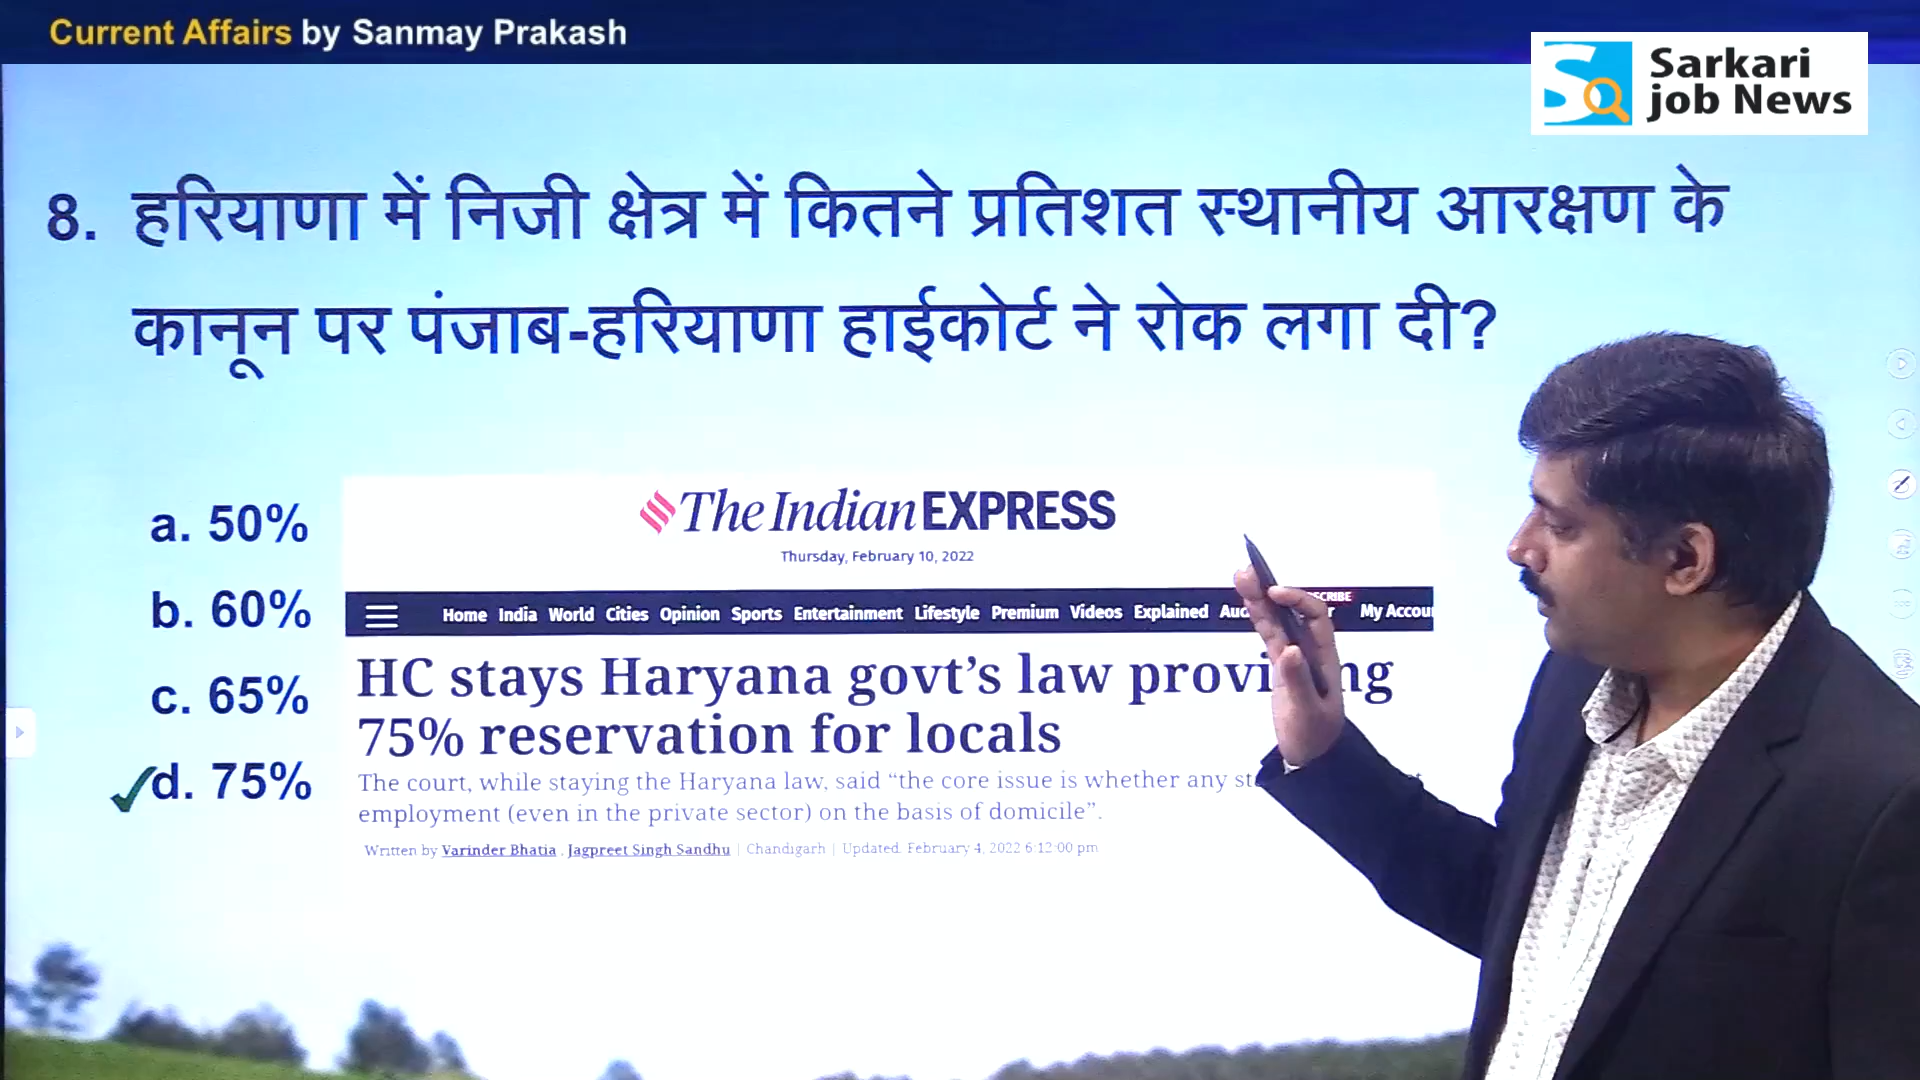 Current Affairs by Sanmay Prakash
Sarkari
job News
8. हरियाणा में निजी क्षेत्र में कितने प्रतिशत स्थानीय आरक्षण के
कानून पर पंजाब-हरियाणा हाईकोर्ट ने रोक लगा दी?
a. 50%
b. 60%
c. 65%
d. 75%
The Indian EXPRESS
Thursday, February 10, 2022
Home India World Cities Opinion Sports Entertainment Lifestyle Premium Videos Explained
HC stays Haryana govt's law providing
75% reservation for locals
The court, while staying the Haryana law, said “the core issue is whether any
employment (even in the private sector) on the basis of domicile”.
Written by Varinder Bhatia , Jagpreet Singh Sandhu | Chandigarh | Updated: February 4, 2022 6:12:00 pm